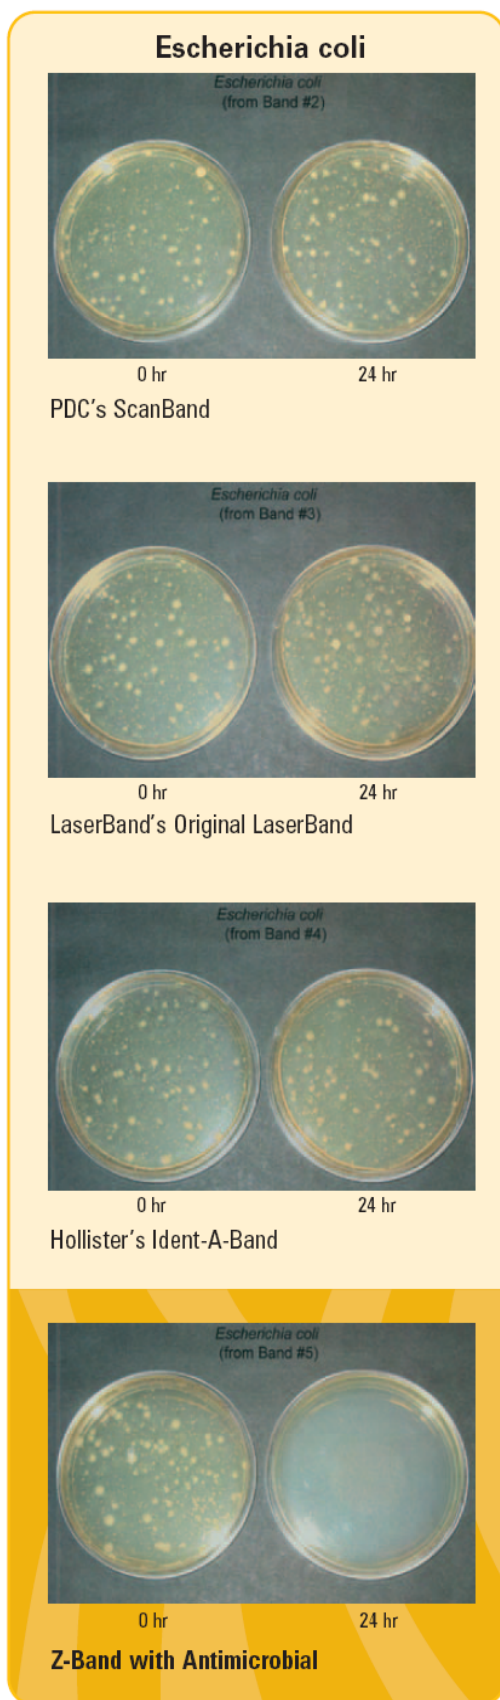 Escherichia coli
Escherichia coli
(from Band #2)
0 hr 24 hr
PDC's ScanBand
Escherichia coli
(from Band #3)
0 hr 24 hr
LaserBand's Original LaserBand
Escherichia coli
(from Band #4)
0 hr 24 hr
Hollister's Ident-A-Band
Escherichia coli
(from Band #5)
0 hr 24 hr
Z-Band with Antimicrobial